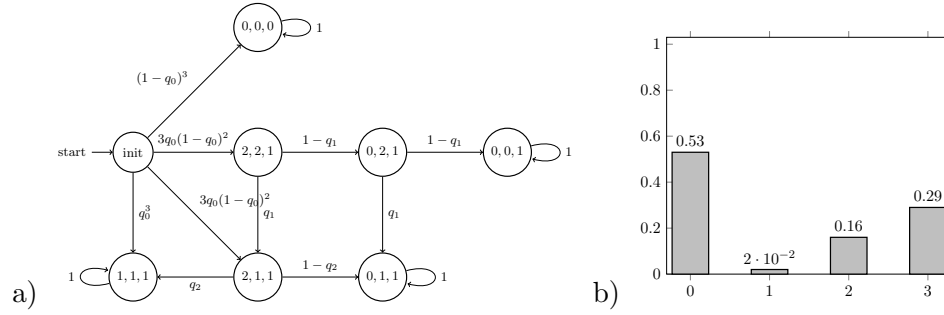 0, 0, 0
1
(1 − q₀)³
1
0.8
0.6
0.4
0.2
0
0.53
2 · 10⁻²
0.16
0.29
0 1 2 3
start
init
3q₀(1 − q₀)²
2, 2, 1
1 − q₁
0, 2, 1
1 − q₁
0, 0, 1
1
q₀³
3q₀(1 − q₀)²
q₁
q₁
1
1, 1, 1
q₂
2, 1, 1
1 − q₂
0, 1, 1
1
a)
b)